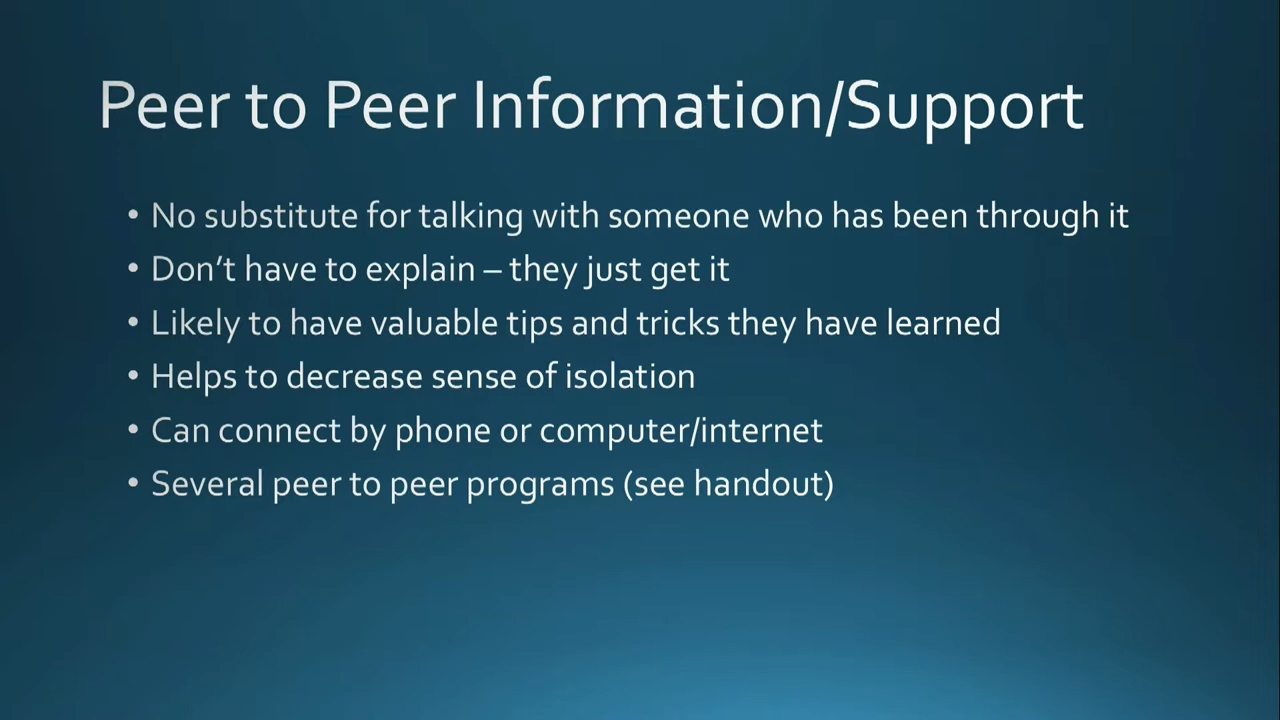 Peer to Peer Information/Support
• No substitute for talking with someone who has been through it
• Don’t have to explain – they just get it
• Likely to have valuable tips and tricks they have learned
• Helps to decrease sense of isolation
• Can connect by phone or computer/internet
• Several peer to peer programs (see handout)